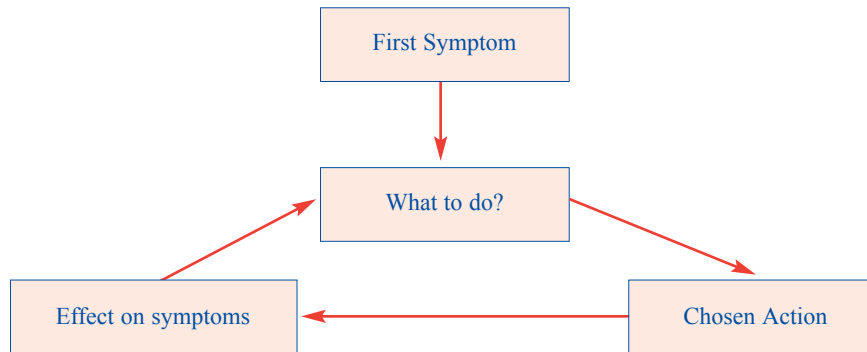 First Symptom
What to do?
Effect on symptoms
Chosen Action